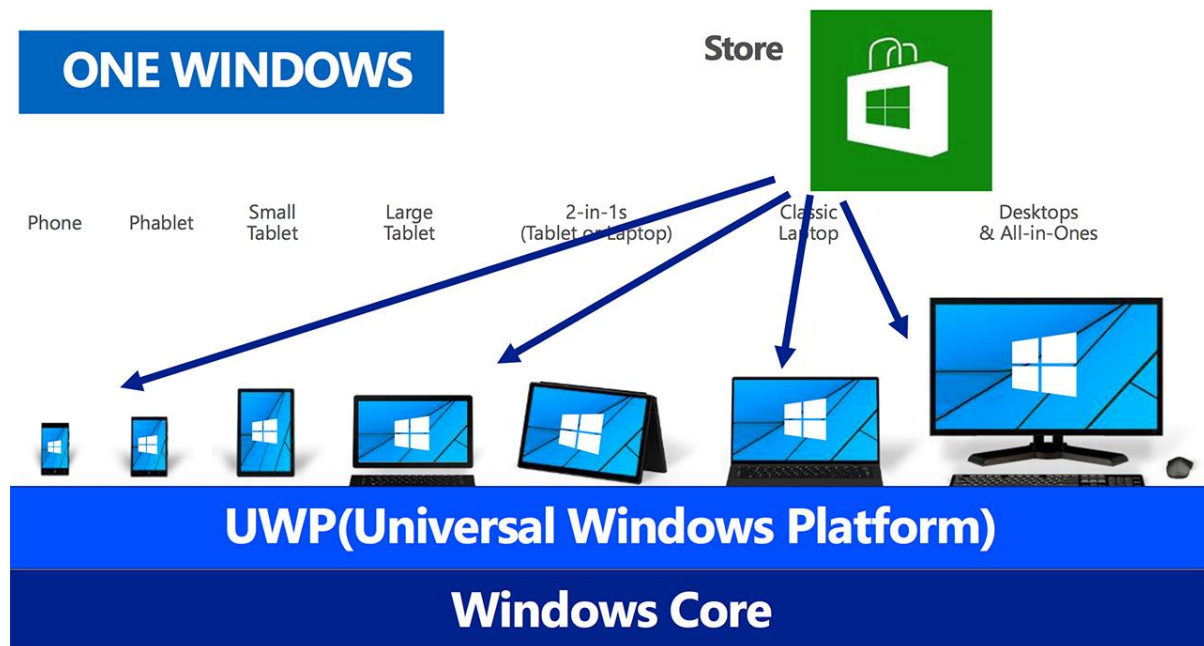 ONE WINDOWS
Store
Phone
Phablet
Small
Tablet
Large
Tablet
2-in-1s
(Tablet or Laptop)
Classic
Laptop
Desktops
& All-in-Ones
UWP(Universal Windows Platform)
Windows Core